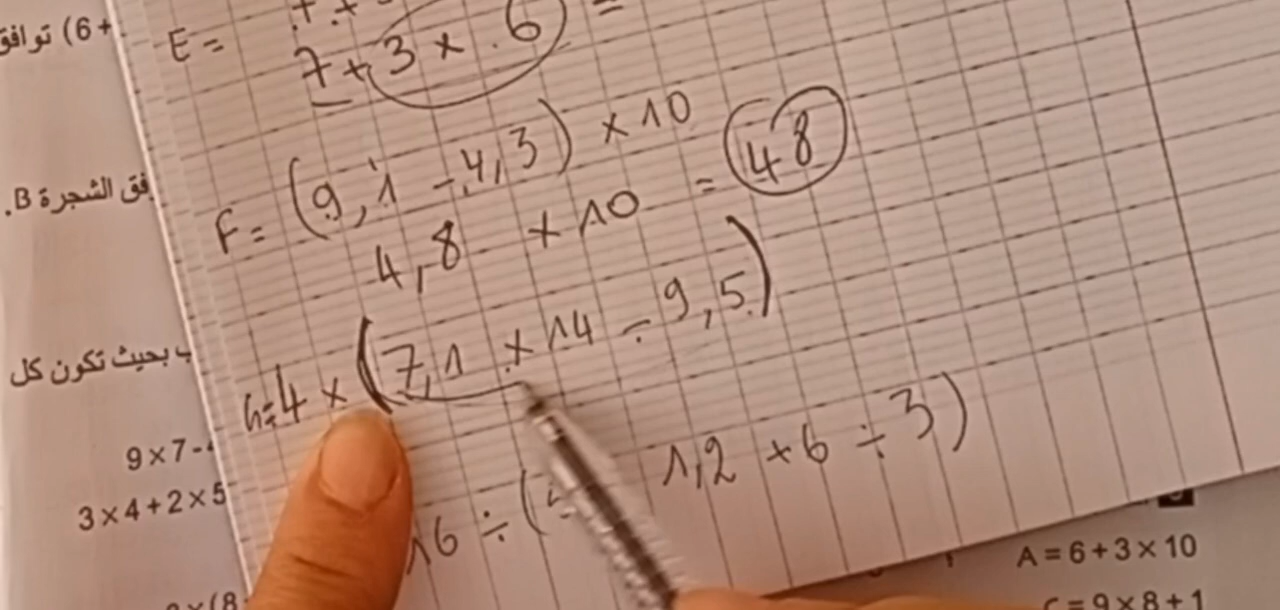 6+) توافق
E =
7 + 3 × 6 =
F = (9,1 - 4,3) × 10
4,8 × 10 = 48
فق الشجرة B.
G = 4 × (7,1 × 14 - 9,5)
ب بحيث تكون كل
9 × 7 -
3 × 4 + 2 × 5
16 ÷ ( 1,2 + 6 ÷ 3)
A = 6 + 3 × 10
C = 9 × 8 + 1